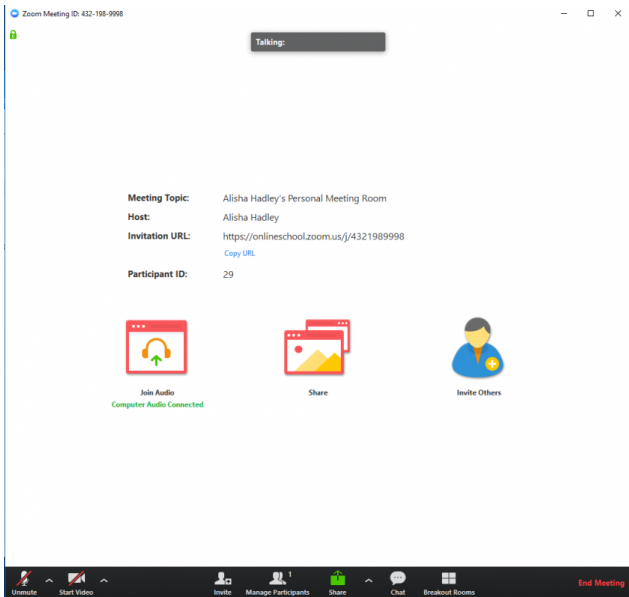 Zoom Meeting ID: 432-198-9998
Talking:
Meeting Topic: Alisha Hadley's Personal Meeting Room
Host: Alisha Hadley
Invitation URL: https://onlineschool.zoom.us/j/4321989998
Copy URL
Participant ID: 29
Join Audio Share Invite Others
Computer Audio Connected
1
Unmute Start Video Invite Manage Participants Share Chat Breakout Rooms End Meeting